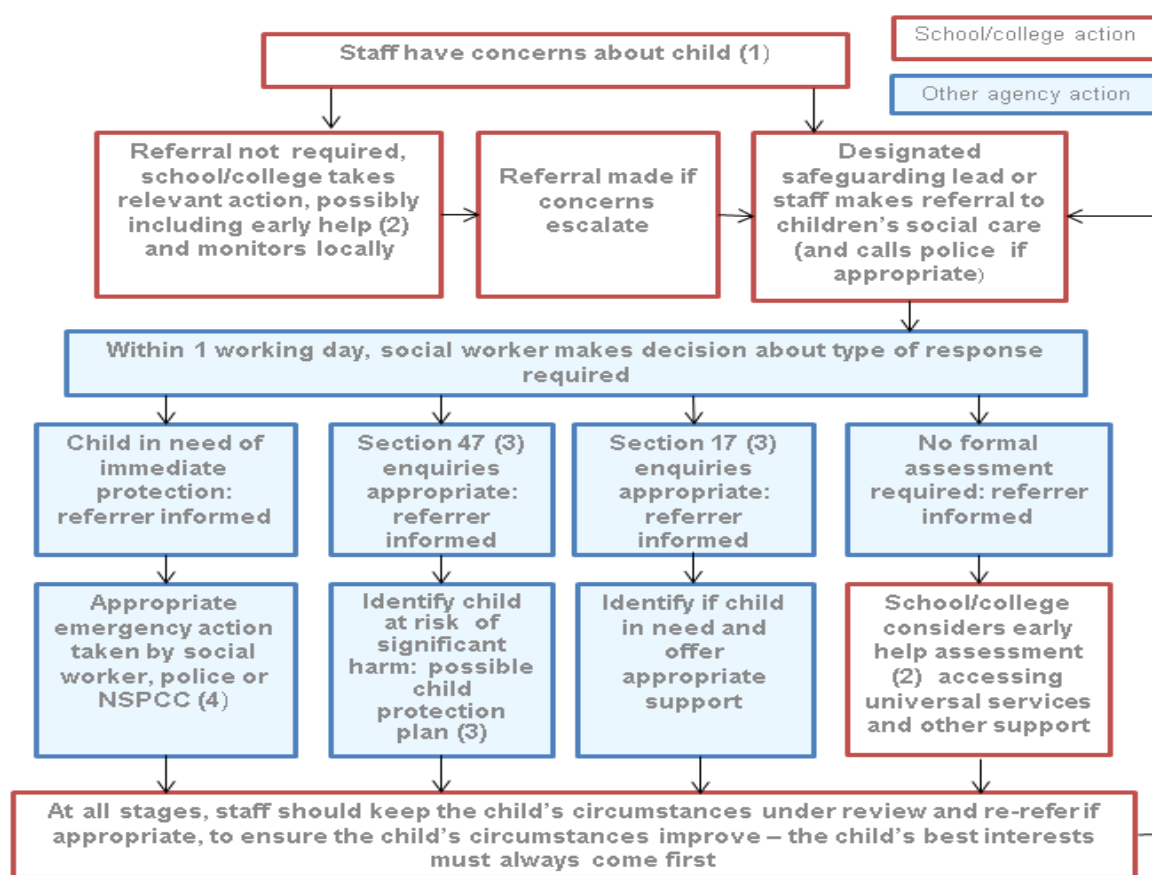 School/college action
Staff have concerns about child (1)
Other agency action
Referral not required,
school/college takes
relevant action, possibly
including early help (2)
and monitors locally
Referral made if
concerns
escalate
Designated
safeguarding lead or
staff makes referral to
children's social care
(and calls police if
appropriate)
Within 1 working day, social worker makes decision about type of response
required
Child in need of
immediate
protection:
referrer informed
Section 47 (3)
enquiries
appropriate:
referrer
informed
Section 17 (3)
enquiries
appropriate:
referrer
informed
No formal
assessment
required: referrer
informed
Appropriate
emergency action
taken by social
worker, police or
NSPCC (4)
Identify child
at risk of
significant
harm: possible
child
protection
plan (3)
Identify if child
in need and
offer
appropriate
support
School/college
considers early
help assessment
(2) accessing
universal services
and other support
At all stages, staff should keep the child's circumstances under review and re-refer if
appropriate, to ensure the child's circumstances improve – the child's best interests
must always come first